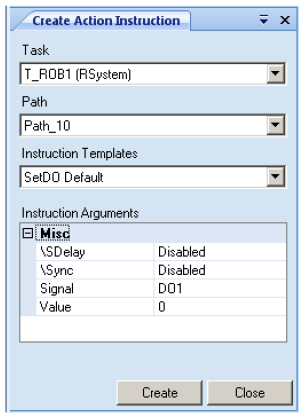 Create Action Instruction
Task
T_ROB1 (RSystem)
Path
Path_10
Instruction Templates
SetDO Default
Instruction Arguments
Misc
\SDelay Disabled
\Sync Disabled
Signal DO1
Value 0
Create Close